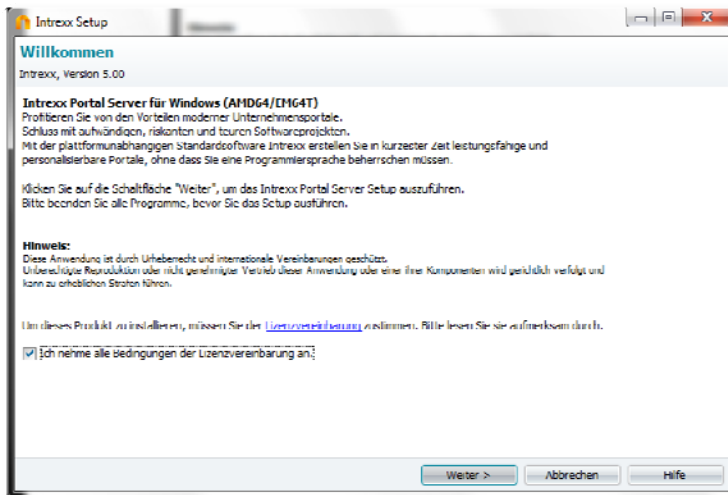 Intrexx Setup
Willkommen
Intrexx, Version 5.00
Intrexx Portal Server für Windows (AMD64/EM64T)
Profitieren Sie von den Vorteilen moderner Unternehmensportale.
Schluss mit aufwändigen, riskanten und teuren Softwareprojekten.
Mit der plattformunabhängigen Standardsoftware Intrexx erstellen Sie in kürzester Zeit leistungsfähige und
personalisierbare Portale, ohne dass Sie eine Programmiersprache beherrschen müssen.
Klicken Sie auf die Schaltfläche "Weiter", um das Intrexx Portal Server Setup auszuführen.
Bitte beenden Sie alle Programme, bevor Sie das Setup ausführen.
Hinweis:
Diese Anwendung ist durch Urheberrecht und internationale Vereinbarungen geschützt.
Unberechtigte Reproduktion oder nicht genehmigter Vertrieb dieser Anwendung oder einer ihrer Komponenten wird gerichtlich verfolgt und
kann zu erheblichen Strafen führen.
Um dieses Produkt zu installieren, müssen Sie der Lizenzvereinbarung zustimmen. Bitte lesen Sie sie aufmerksam durch.
Ich nehme alle Bedingungen der Lizenzvereinbarung an.
Weiter > Abbrechen Hilfe